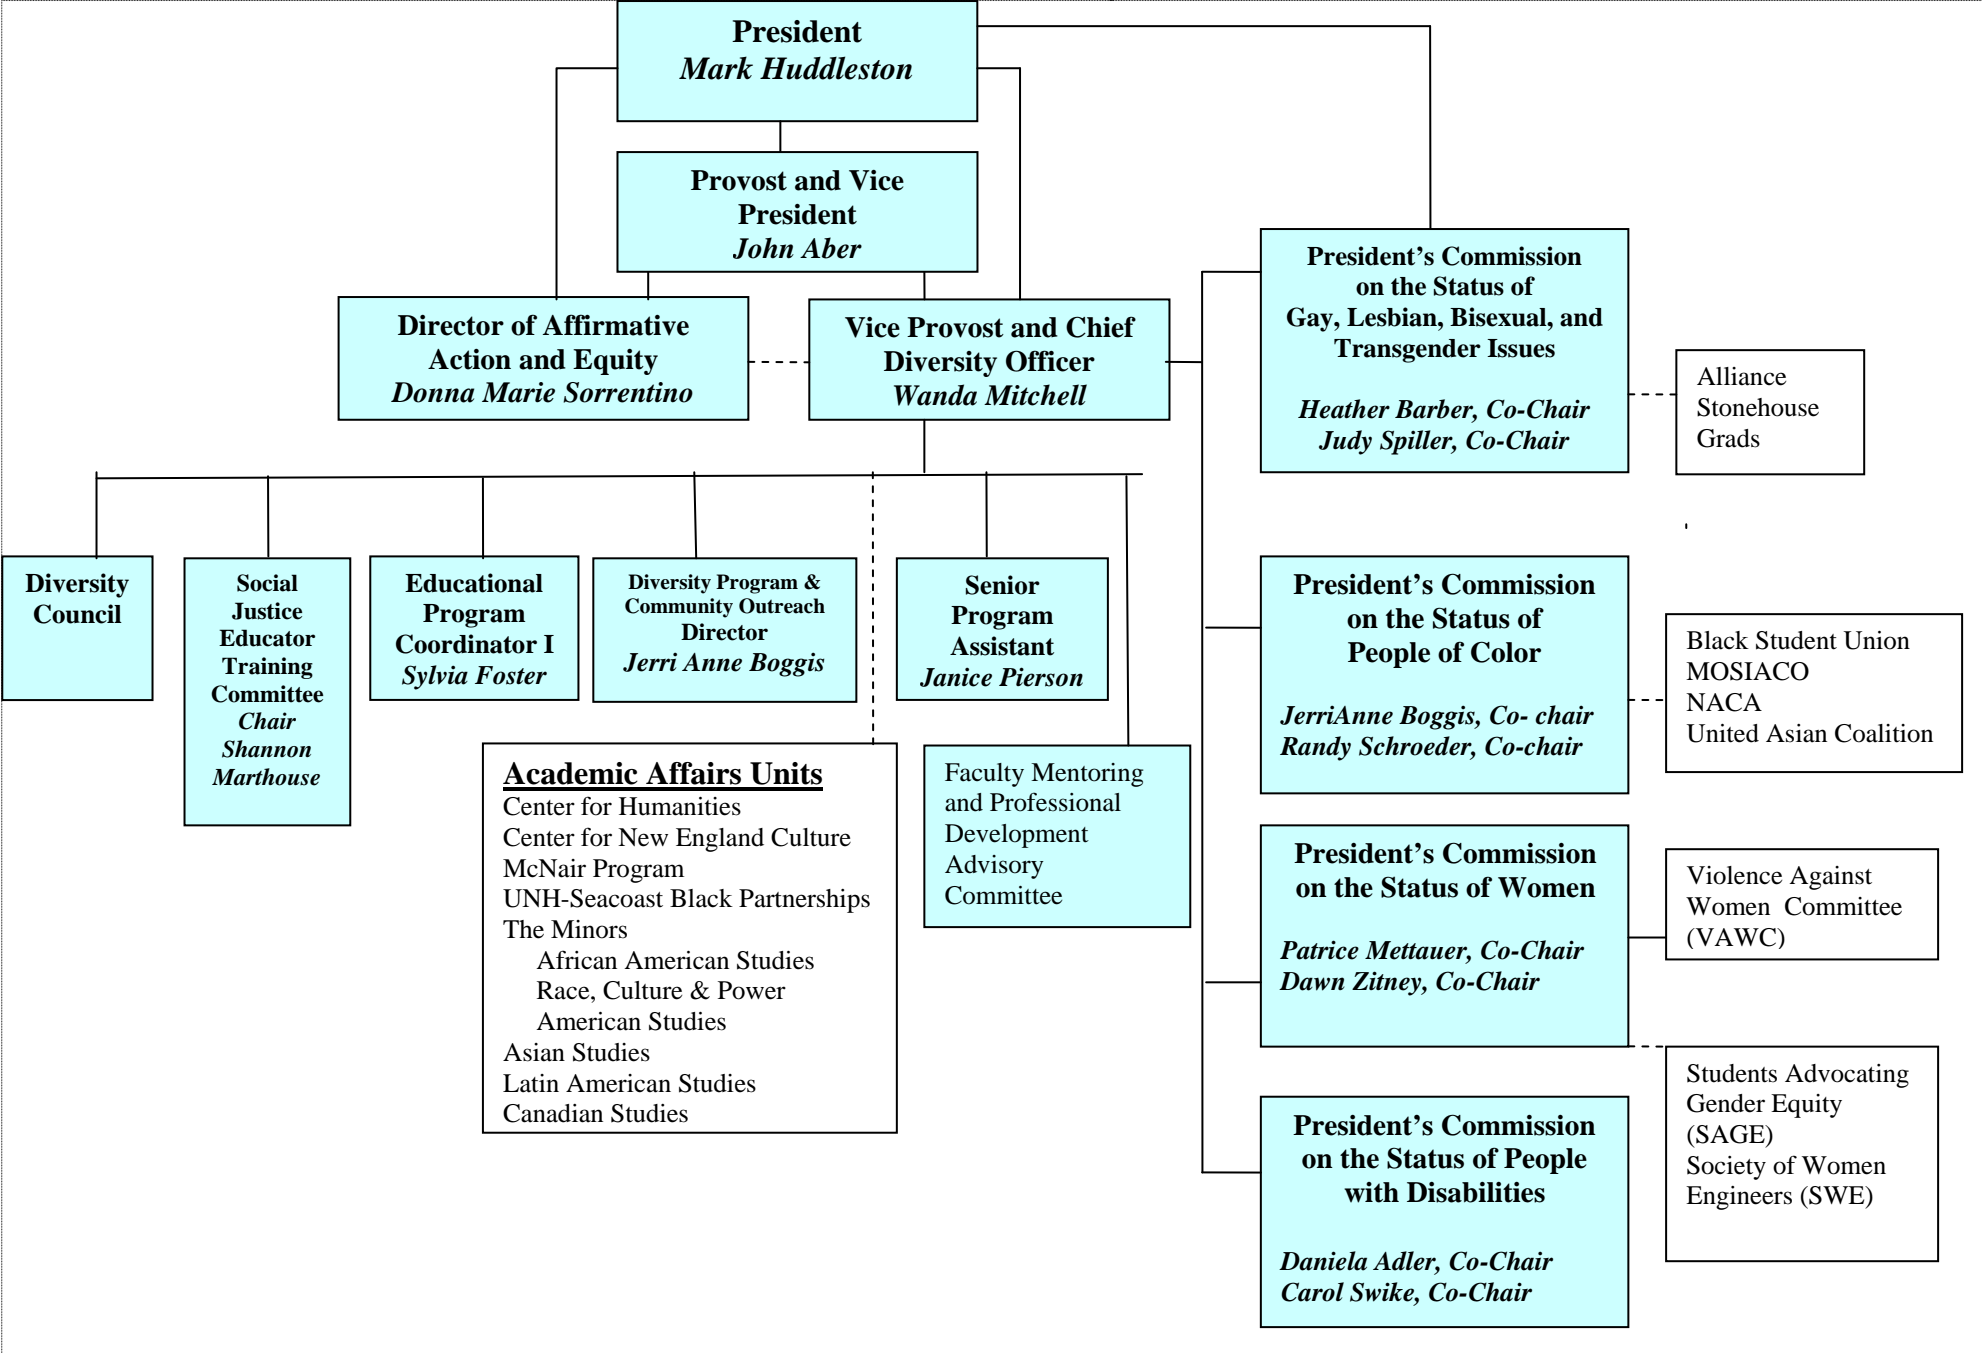 President
Mark Huddleston
Provost and Vice
President
John Aber
Director of Affirmative
Action and Equity
Donna Marie Sorrentino
Vice Provost and Chief
Diversity Officer
Wanda Mitchell
President’s Commission
on the Status of
Gay, Lesbian, Bisexual, and
Transgender Issues
Heather Barber, Co-Chair
Judy Spiller, Co-Chair
Alliance
Stonehouse
Grads
Diversity
Council
Social
Justice
Educator
Training
Committee
Chair
Shannon
Marthouse
Educational
Program
Coordinator I
Sylvia Foster
Diversity Program &
Community Outreach
Director
Jerri Anne Boggis
Senior
Program
Assistant
Janice Pierson
President’s Commission
on the Status of
People of Color
JerriAnne Boggis, Co- chair
Randy Schroeder, Co-chair
Black Student Union
MOSIACO
NACA
United Asian Coalition
Academic Affairs Units
Center for Humanities
Center for New England Culture
McNair Program
UNH-Seacoast Black Partnerships
The Minors
African American Studies
Race, Culture & Power
American Studies
Asian Studies
Latin American Studies
Canadian Studies
Faculty Mentoring
and Professional
Development
Advisory
Committee
President’s Commission
on the Status of Women
Patrice Mettauer, Co-Chair
Dawn Zitney, Co-Chair
Violence Against
Women  Committee
(VAWC)
Students Advocating
Gender Equity
(SAGE)
Society of Women
Engineers (SWE)
President’s Commission
on the Status of People
with Disabilities
Daniela Adler, Co-Chair
Carol Swike, Co-Chair